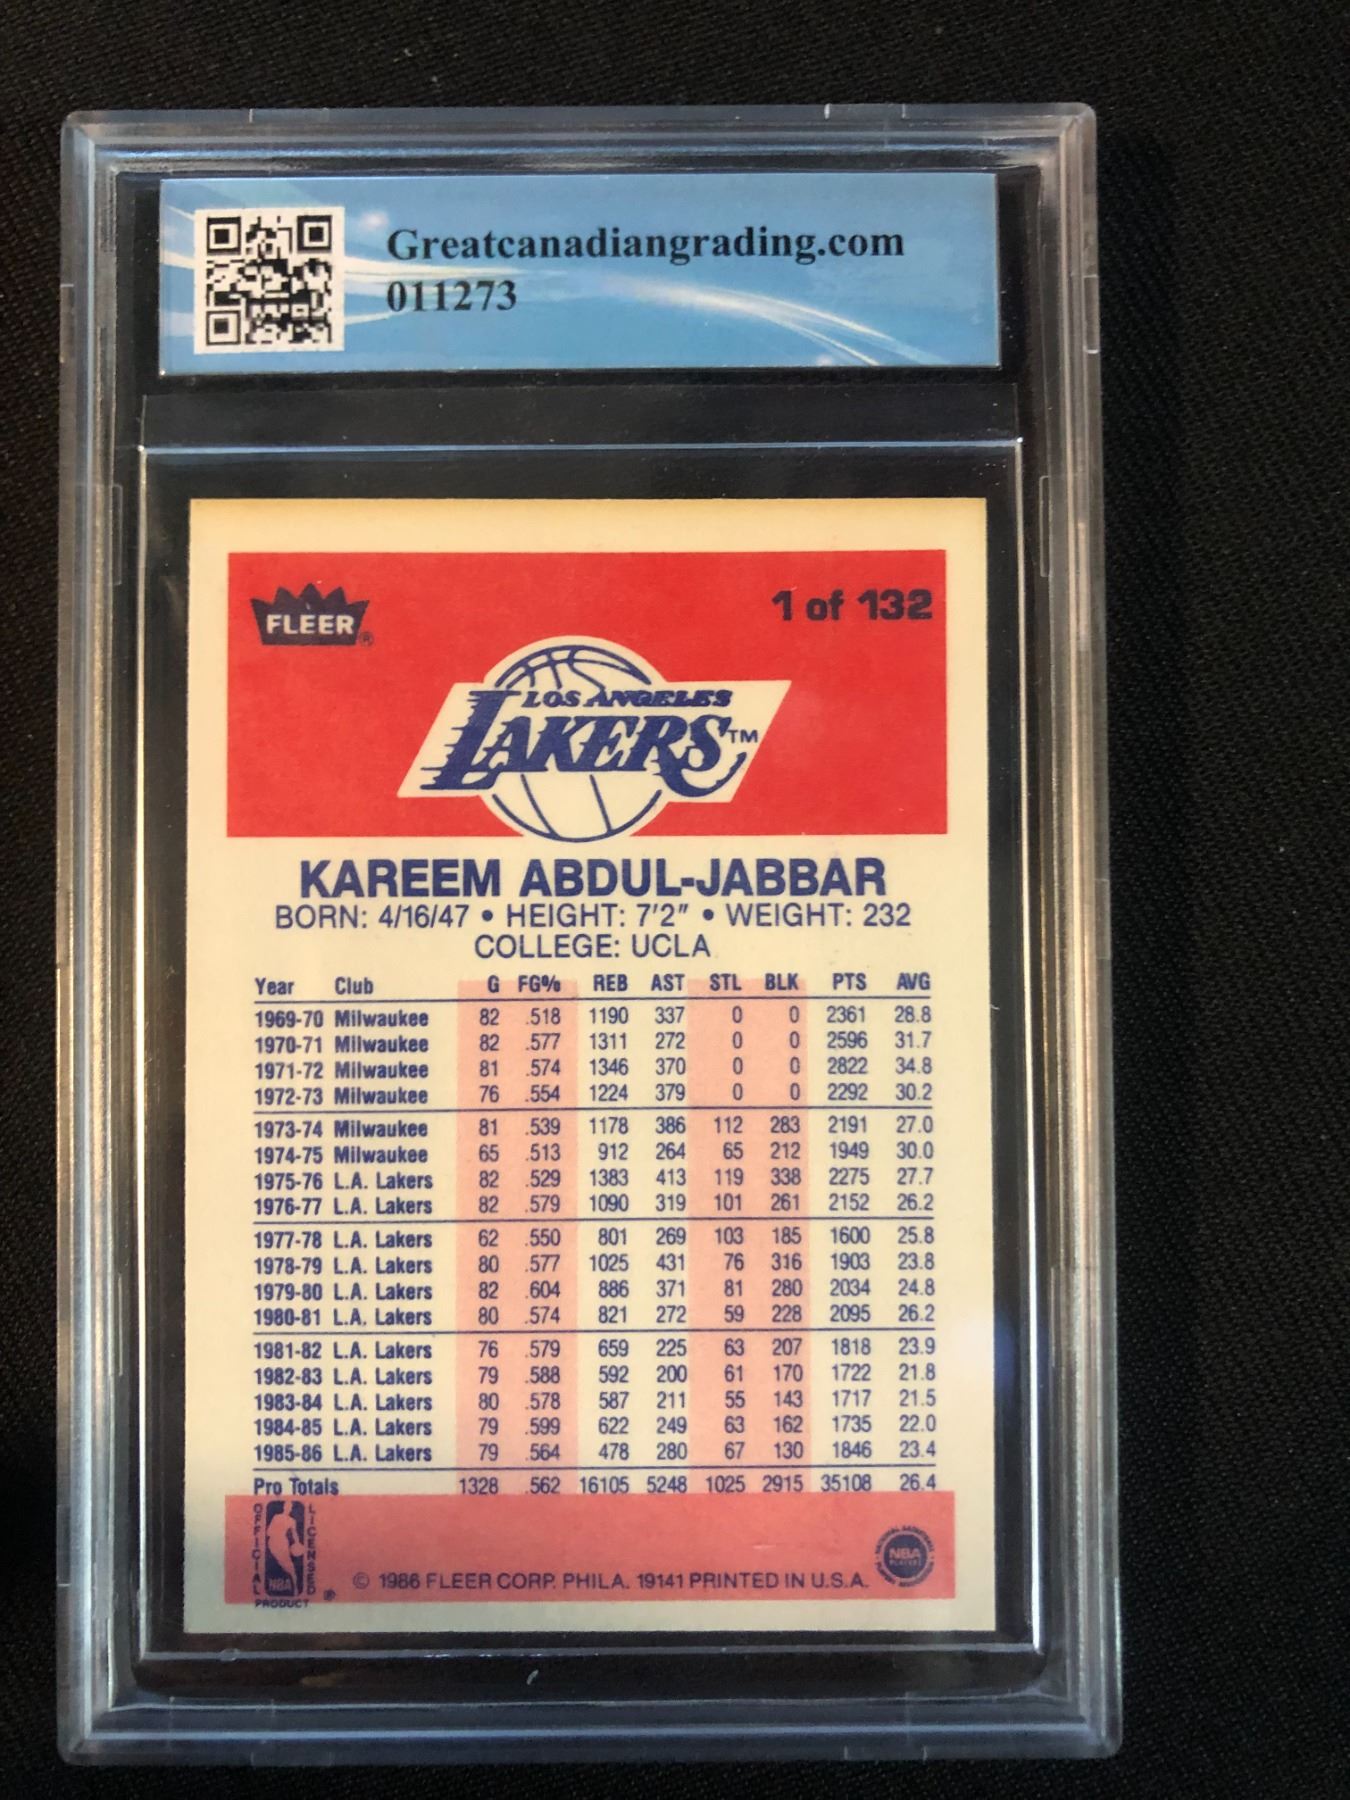 Greatcanadiangrading.com
011273
FLEER®
1 of 132
LOS ANGELES
LAKERS™
KAREEM ABDUL-JABBAR
BORN: 4/16/47 • HEIGHT: 7'2" • WEIGHT: 232
COLLEGE: UCLA
Year Club G FG% REB AST STL BLK PTS AVG
1969-70 Milwaukee 82 .518 1190 337 0 0 2361 28.8
1970-71 Milwaukee 82 .577 1311 272 0 0 2596 31.7
1971-72 Milwaukee 81 .574 1346 370 0 0 2822 34.8
1972-73 Milwaukee 76 .554 1224 379 0 0 2292 30.2
1973-74 Milwaukee 81 .539 1178 386 112 283 2191 27.0
1974-75 Milwaukee 65 .513 912 264 65 212 1949 30.0
1975-76 L.A. Lakers 82 .529 1383 413 119 338 2275 27.7
1976-77 L.A. Lakers 82 .579 1090 319 101 261 2152 26.2
1977-78 L.A. Lakers 62 .550 801 269 103 185 1600 25.8
1978-79 L.A. Lakers 80 .577 1025 431 76 316 1903 23.8
1979-80 L.A. Lakers 82 .604 886 371 81 280 2034 24.8
1980-81 L.A. Lakers 80 .574 821 272 59 228 2095 26.2
1981-82 L.A. Lakers 76 .579 659 225 63 207 1818 23.9
1982-83 L.A. Lakers 79 .588 592 200 61 170 1722 21.8
1983-84 L.A. Lakers 80 .578 587 211 55 143 1717 21.5
1984-85 L.A. Lakers 79 .599 622 249 63 162 1735 22.0
1985-86 L.A. Lakers 79 .564 478 280 67 130 1846 23.4
Pro Totals 1328 .562 16105 5248 1025 2915 35108 26.4
OFFICIAL LICENSED
NBA
PRODUCT ®
© 1986 FLEER CORP. PHILA. 19141 PRINTED IN U.S.A.
NBA
PLAYERS